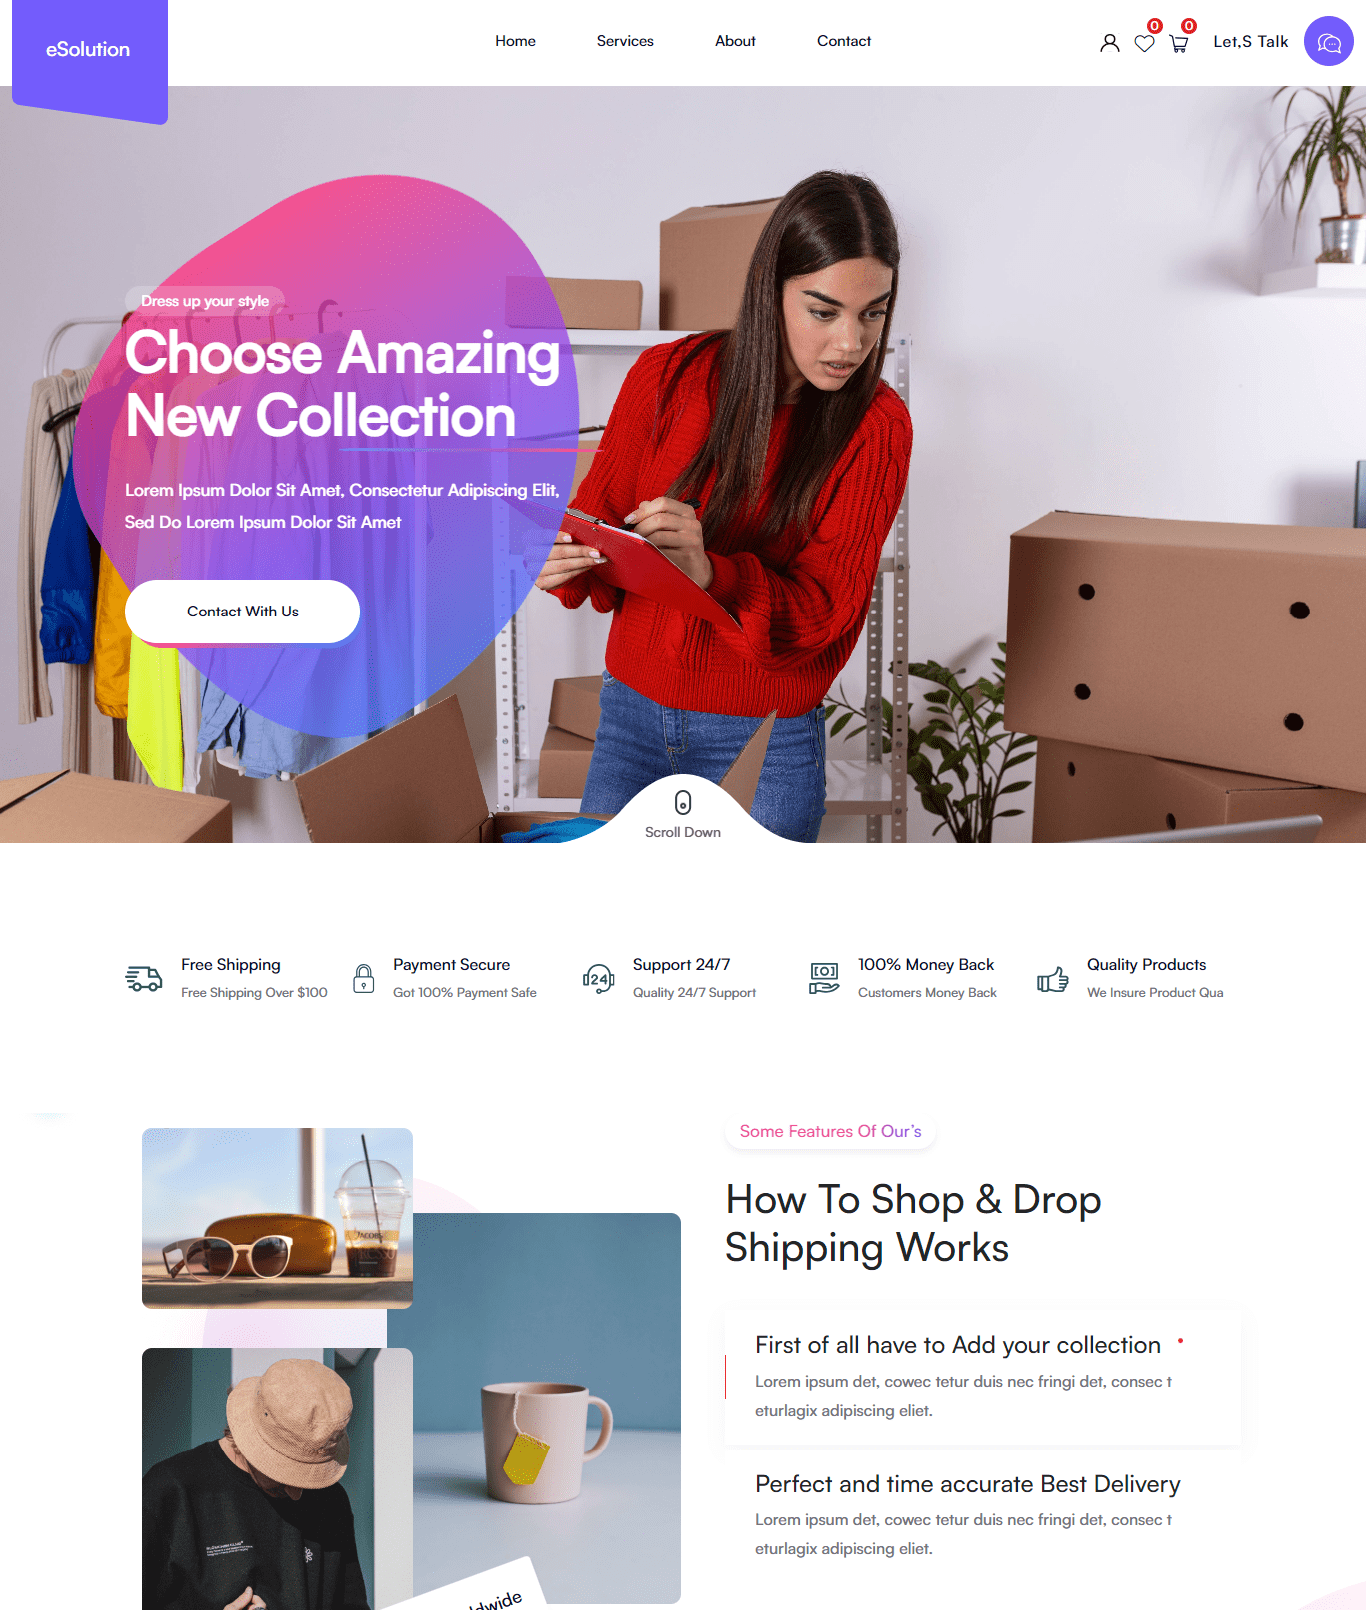 eSolution
Home
Services
About
Contact
0
0
Let,S Talk
Dress up your style
Choose Amazing
New Collection
Lorem Ipsum Dolor Sit Amet, Consectetur Adipiscing Elit,
Sed Do Lorem Ipsum Dolor Sit Amet
Contact With Us
Scroll Down
Free Shipping
Free Shipping Over $100
Payment Secure
Got 100% Payment Safe
24
Support 24/7
Quality 24/7 Support
100% Money Back
Customers Money Back
Quality Products
We Insure Product Qua
Some Features Of Our's
How To Shop & Drop
Shipping Works
First of all have to Add your collection
Lorem ipsum det, cowec tetur duis nec fringi det, consec t
eturlagix adipiscing eliet.
Perfect and time accurate Best Delivery
Lorem ipsum det, cowec tetur duis nec fringi det, consec t
eturlagix adipiscing eliet.